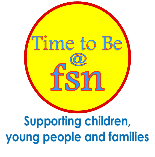 Time to Be
@
fsn
Supporting children,
young people and families